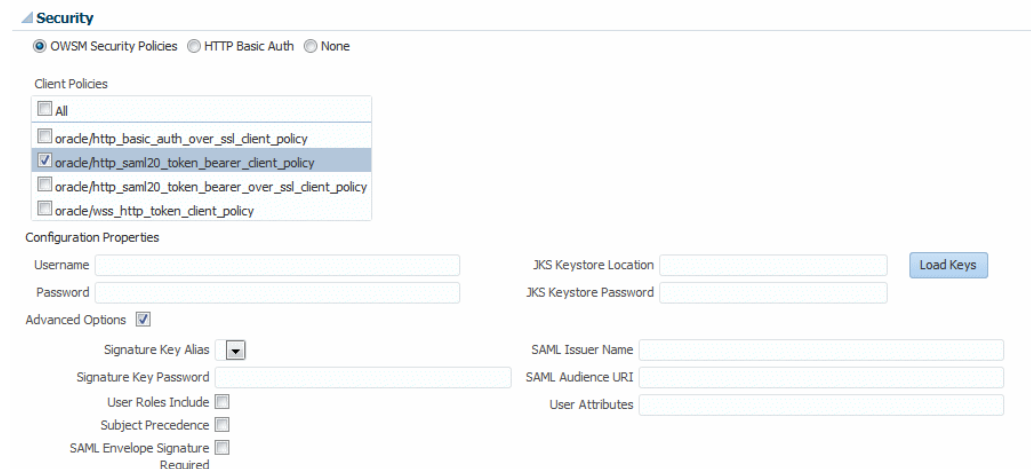 Security
OWSM Security Policies HTTP Basic Auth None
Client Policies
All
oracle/http_basic_auth_over_ssl_client_policy
oracle/http_saml20_token_bearer_client_policy
oracle/http_saml20_token_bearer_over_ssl_client_policy
oracle/wss_http_token_client_policy
Configuration Properties
Username JKS Keystore Location Load Keys
Password JKS Keystore Password
Advanced Options
Signature Key Alias SAML Issuer Name
Signature Key Password SAML Audience URI
User Roles Include User Attributes
Subject Precedence
SAML Envelope Signature
Required